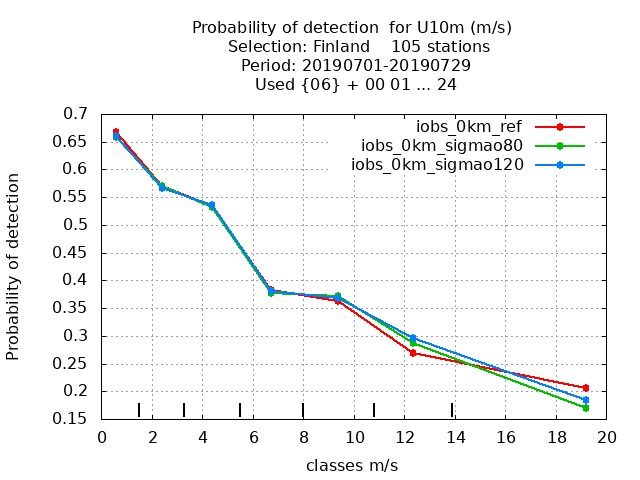 Probability of detection  for U10m (m/s)
Selection: Finland    105 stations
Period: 20190701-20190729
Used {06} + 00 01 ... 24
iobs_0km_ref
iobs_0km_sigmao80
iobs_0km_sigmao120
Probability of detection
0.7
0.65
0.6
0.55
0.5
0.45
0.4
0.35
0.3
0.25
0.2
0.15
0 2 4 6 8 10 12 14 16 18 20
classes m/s